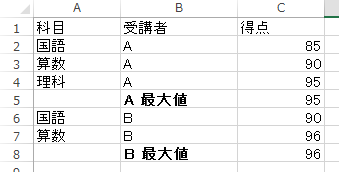 A B C
1 科目 受講者 得点
2 国語 A 85
3 算数 A 90
4 理科 A 95
5 A 最大値 95
6 国語 B 90
7 算数 B 96
8 B 最大値 96